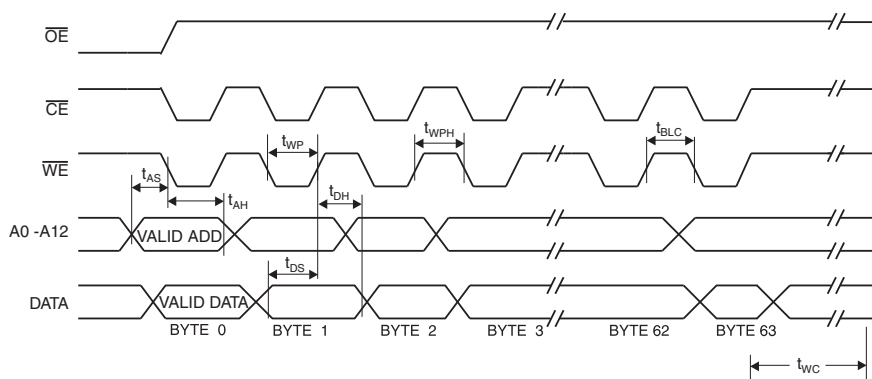 OE
CE
tWP
tWPH
tBLC
WE
tAS
tAH
tDH
A0 -A12
VALID ADD
tDS
DATA
VALID DATA
BYTE 0
BYTE 1
BYTE 2
BYTE 3
BYTE 62
BYTE 63
tWC